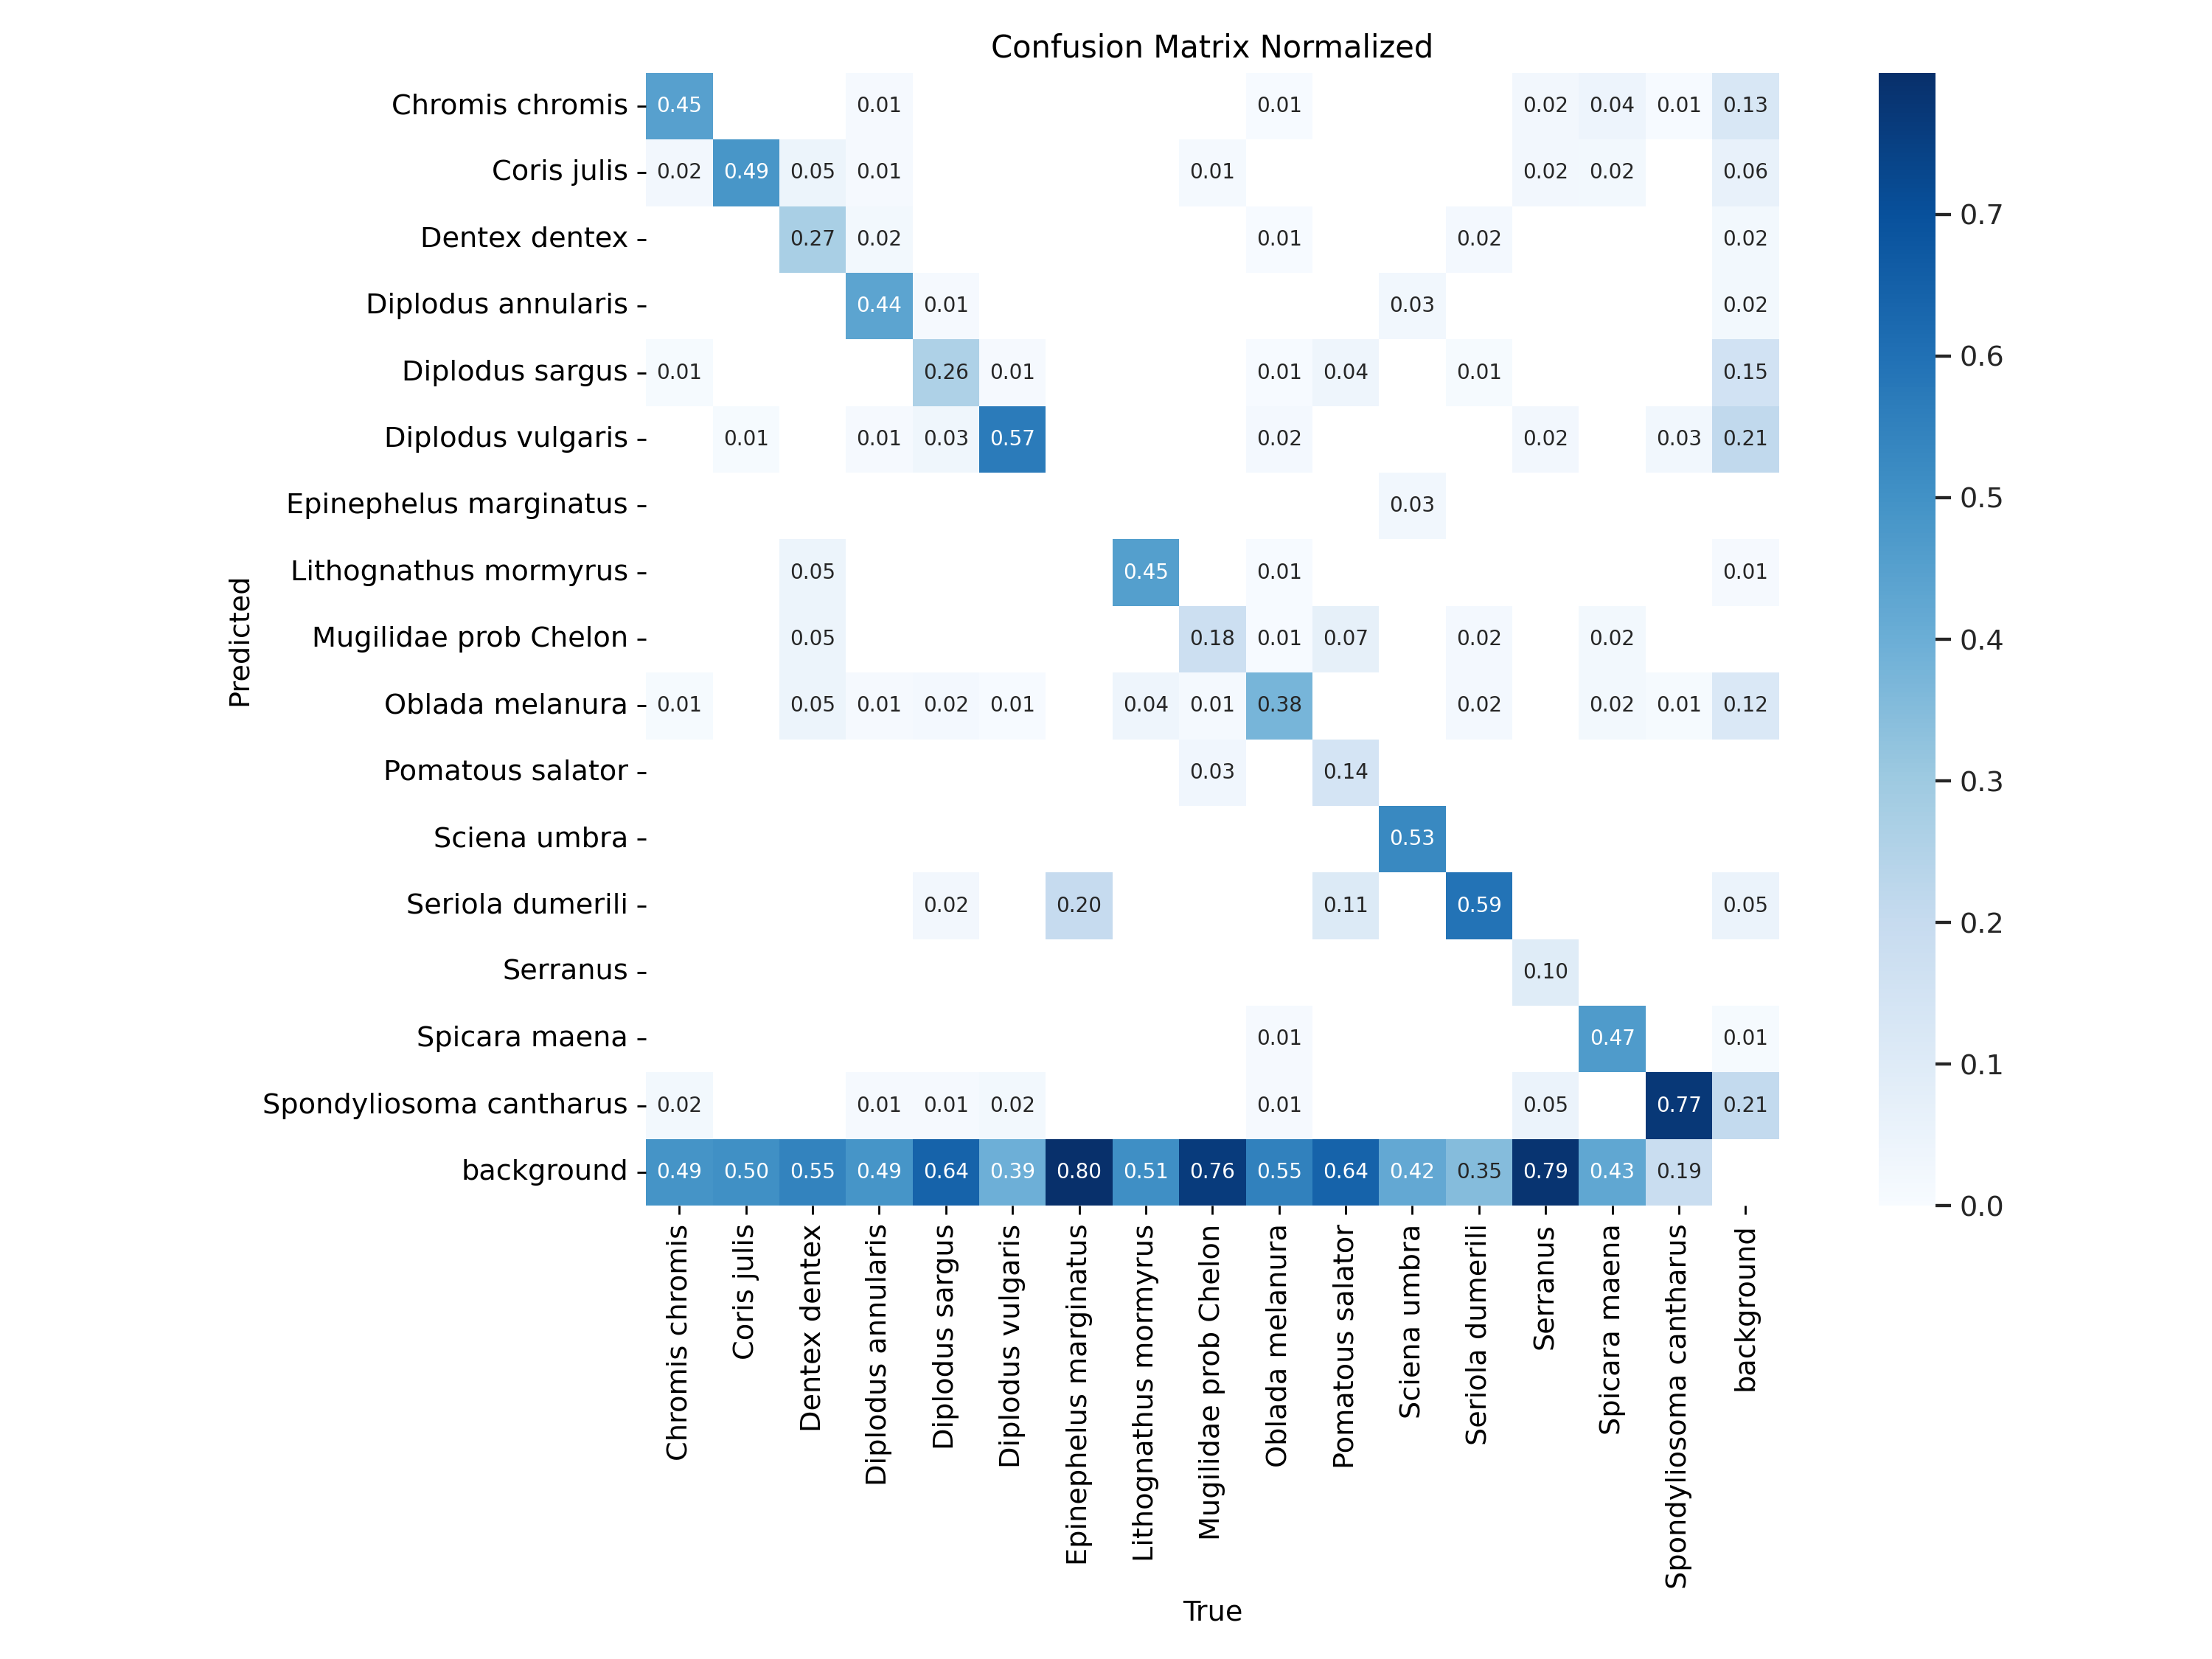 Confusion Matrix Normalized
Chromis chromis 0.45 0.01 0.01 0.02 0.04 0.01 0.13
Coris julis 0.02 0.49 0.05 0.01 0.01 0.02 0.02 0.06
0.7
Dentex dentex 0.27 0.02 0.01 0.02 0.02
Diplodus annularis 0.44 0.01 0.03 0.02
0.6
Diplodus sargus 0.01 0.26 0.01 0.01 0.04 0.01 0.15
Diplodus vulgaris 0.01 0.01 0.03 0.57 0.02 0.02 0.03 0.21
0.5
Epinephelus marginatus 0.03
Lithognathus mormyrus 0.05 0.45 0.01 0.01
Predicted
Mugilidae prob Chelon 0.05 0.18 0.01 0.07 0.02 0.02
0.4
Oblada melanura 0.01 0.05 0.01 0.02 0.01 0.04 0.01 0.38 0.02 0.02 0.01 0.12
Pomatous salator 0.03 0.14
0.3
Sciena umbra 0.53
Seriola dumerili 0.02 0.20 0.11 0.59 0.05
0.2
Serranus 0.10
Spicara maena 0.01 0.47 0.01
0.1
Spondyliosoma cantharus 0.02 0.01 0.01 0.02 0.01 0.05 0.77 0.21
background 0.49 0.50 0.55 0.49 0.64 0.39 0.80 0.51 0.76 0.55 0.64 0.42 0.35 0.79 0.43 0.19
0.0
Chromis chromis
Coris julis
Dentex dentex
Diplodus annularis
Diplodus sargus
Diplodus vulgaris
Epinephelus marginatus
Lithognathus mormyrus
Mugilidae prob Chelon
Oblada melanura
Pomatous salator
Sciena umbra
Seriola dumerili
Serranus
Spicara maena
Spondyliosoma cantharus
background
True